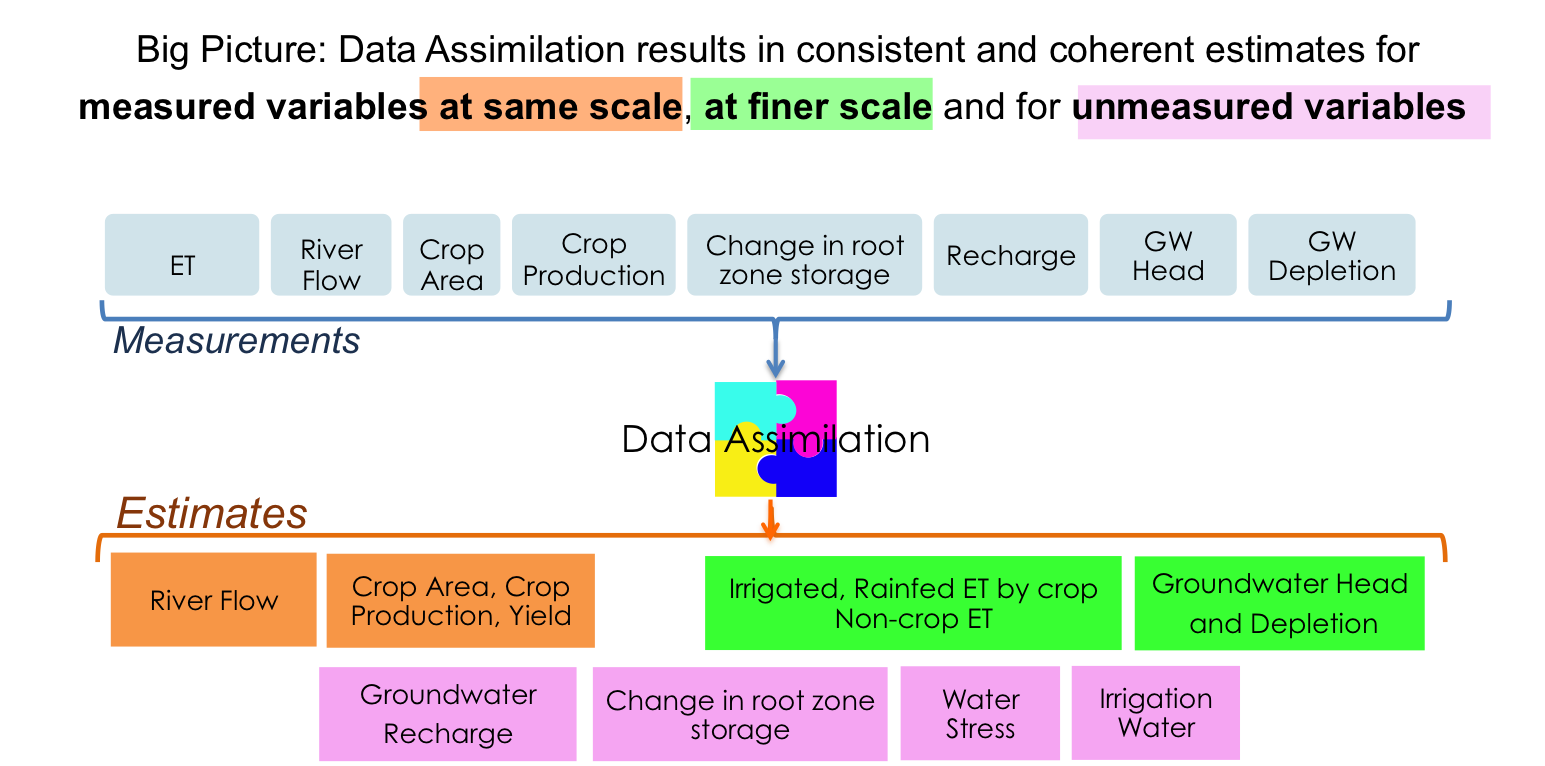 Big Picture: Data Assimilation results in consistent and coherent estimates for
measured variables at same scale, at finer scale and for unmeasured variables
ET
River
Flow
Crop
Area
Crop
Production
Change in root
zone storage
Recharge
GW
Head
GW
Depletion
Measurements
Data Assimilation
Estimates
River Flow
Crop Area, Crop
Production, Yield
Irrigated, Rainfed ET by crop
Non-crop ET
Groundwater Head
and Depletion
Groundwater
Recharge
Change in root zone
storage
Water
Stress
Irrigation
Water